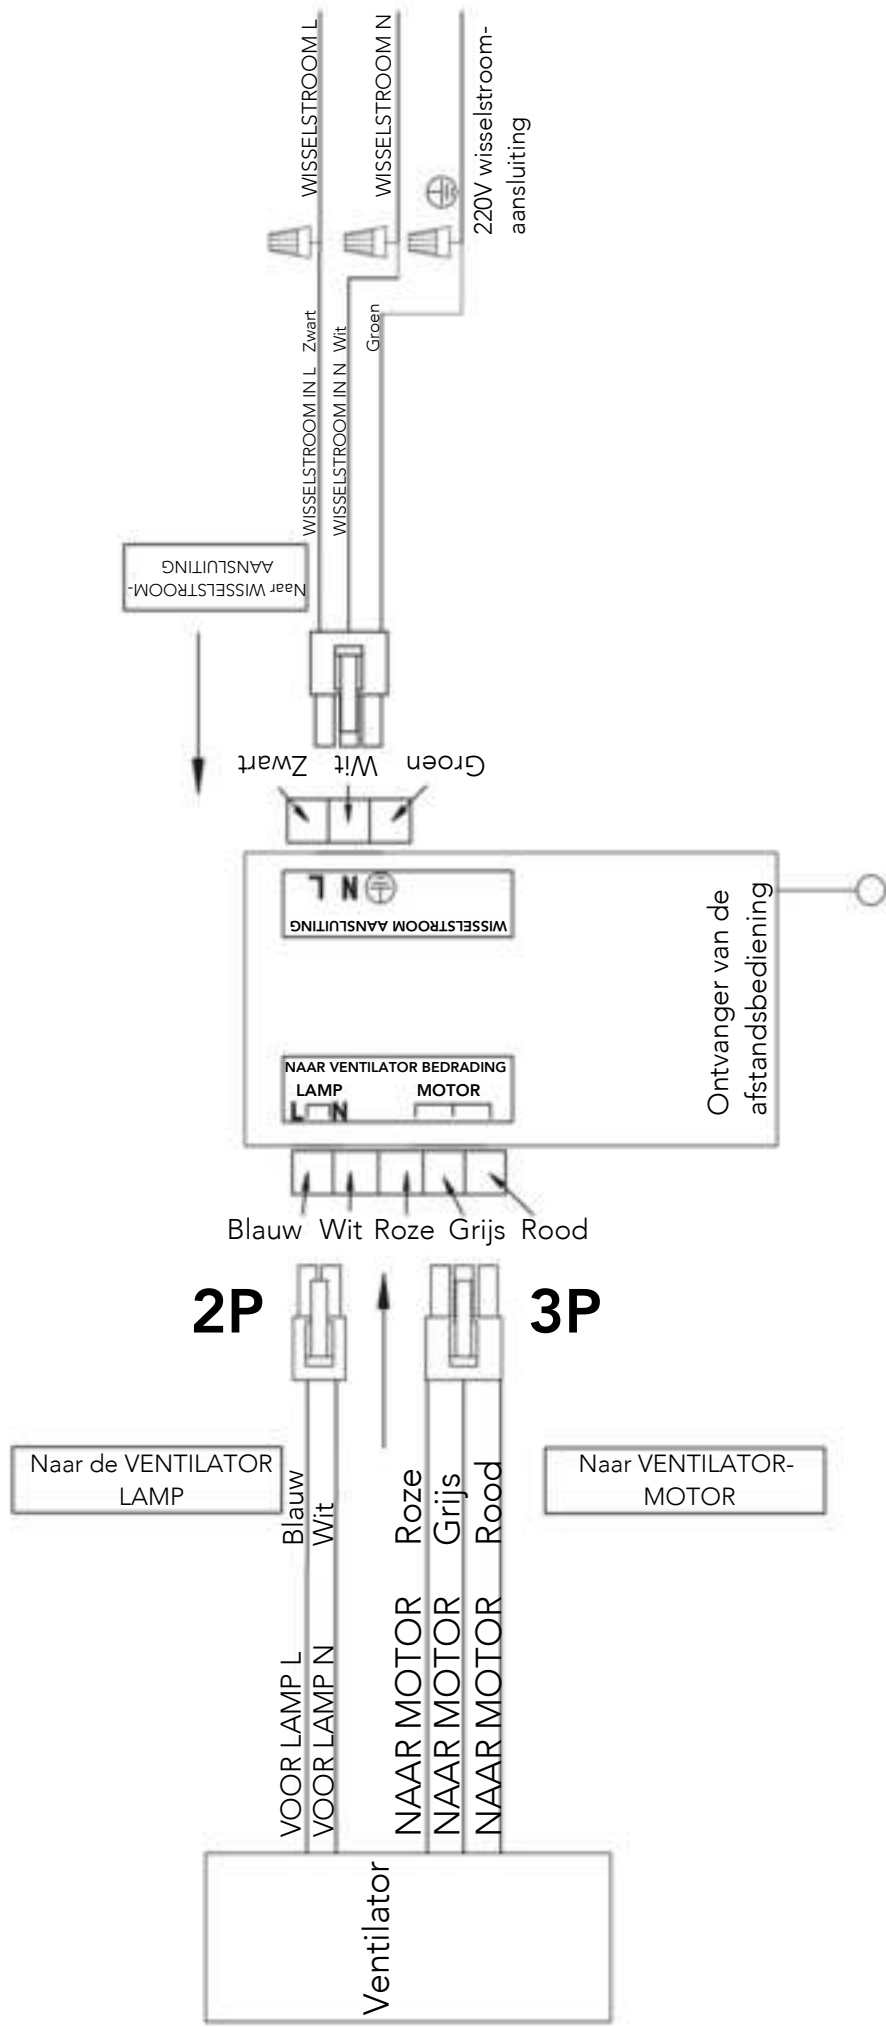 WISSELSTROOM L
WISSELSTROOM N
220V wisselstroom-
aansluiting
WISSELSTROOM IN L Zwart
WISSELSTROOM IN N Wit
Groen
Naar WISSELSTROOM-
AANSLUITING
Zwart
Wit
Groen
L N
WISSELSTROOM AANSLUITING
Ontvanger van de
afstandsbediening
NAAR VENTILATOR BEDRADING
LAMP MOTOR
L N
Blauw Wit Roze Grijs Rood
2P 3P
Naar de VENTILATOR
LAMP
Naar VENTILATOR-
MOTOR
VOOR LAMP L Blauw
VOOR LAMP N Wit
NAAR MOTOR Roze
NAAR MOTOR Grijs
NAAR MOTOR Rood
Ventilator